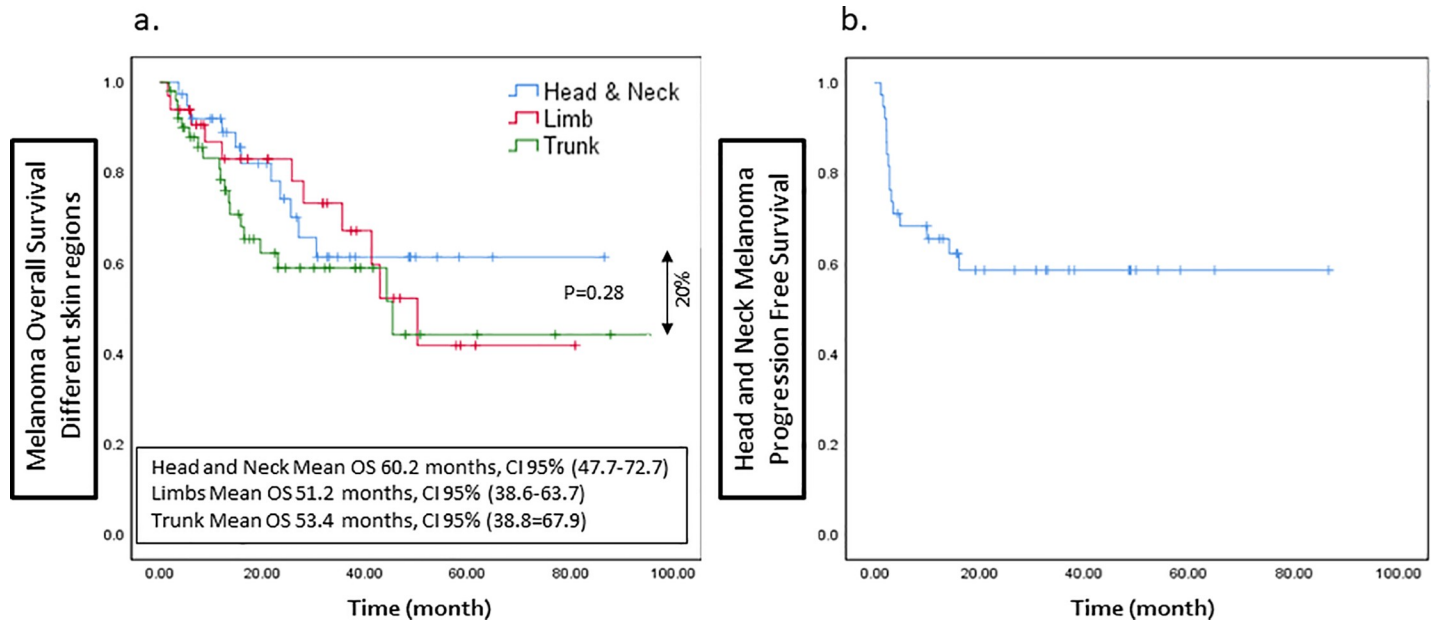 a.
Melanoma Overall Survival
Different skin regions
1.0
0.8
0.6
0.4
0.2
0.0
Head & Neck
Limb
Trunk
P=0.28
20%
Head and Neck Mean OS 60.2 months, CI 95% (47.7-72.7)
Limbs Mean OS 51.2 months, CI 95% (38.6-63.7)
Trunk Mean OS 53.4 months, CI 95% (38.8=67.9)
0.00 20.00 40.00 60.00 80.00 100.00
Time (month)
b.
Head and Neck Melanoma
Progression Free Survival
1.0
0.8
0.6
0.4
0.2
0.0
0.00 20.00 40.00 60.00 80.00 100.00
Time (month)